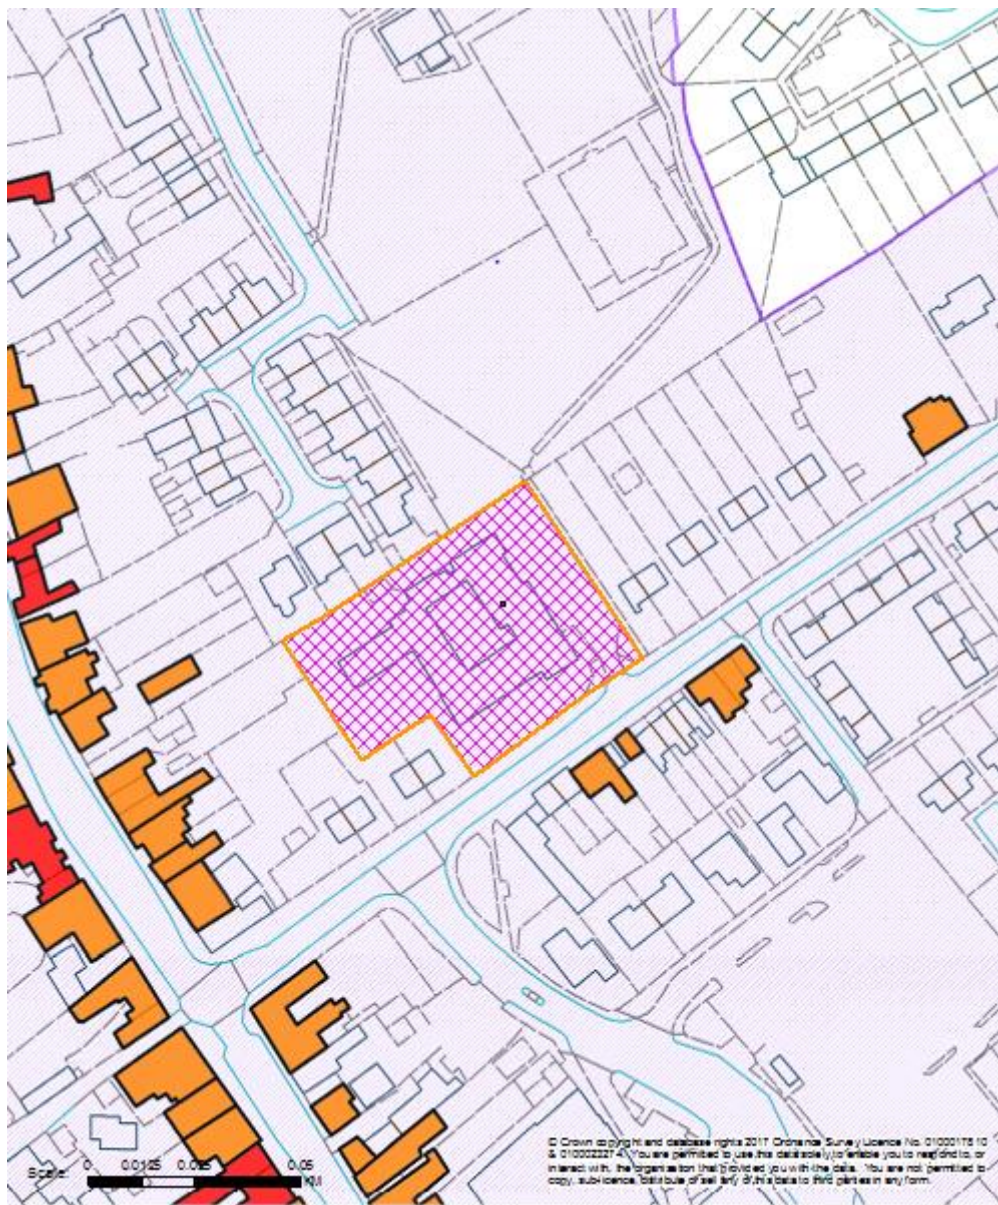 Scale:
0 0.0125 0.025 0.05
KM
© Crown copyright and database rights 2017 Ordnance Survey Licence No.
You are permitted to use this data solely to enable you to respond to, or
interact with, the organisation that provided you with the data. You are not permitted to
copy, sub-licence, distribute or sell any of this data to third parties in any form.